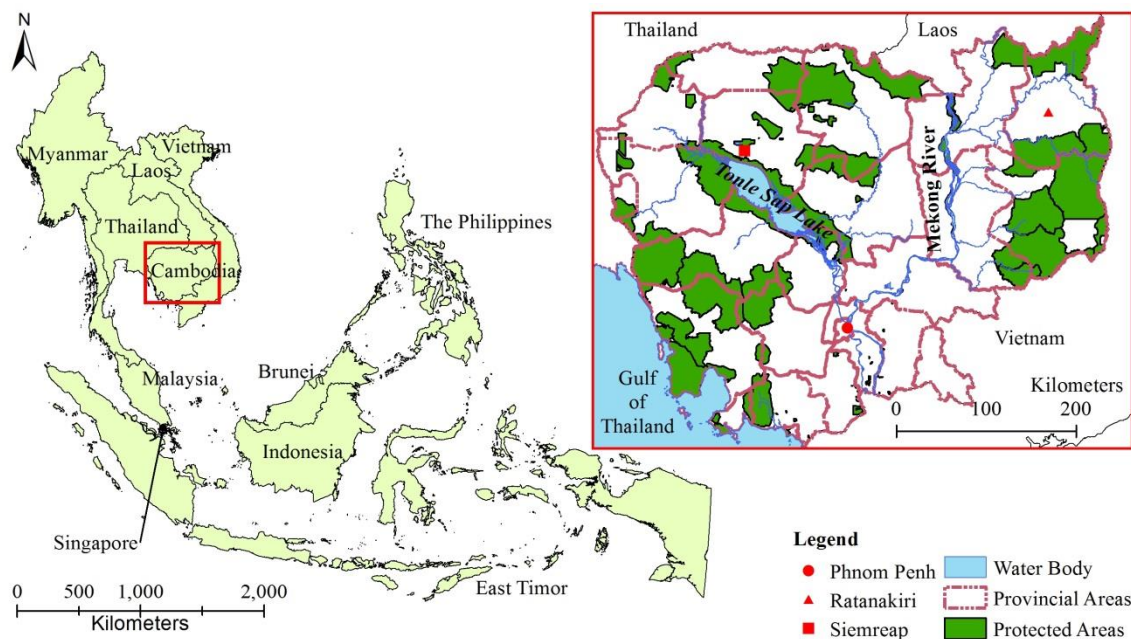 N
Myanmar
Vietnam
Laos
Thailand
Cambodia
The Philippines
Malaysia
Brunei
Indonesia
Singapore
East Timor
0 500 1,000 2,000
Kilometers
Thailand
Laos
Tonle Sap Lake
Mekong River
Vietnam
Gulf
of
Thailand
Kilometers
0 100 200
Legend
Phnom Penh
Water Body
Ratanakiri
Provincial Areas
Siemreap
Protected Areas